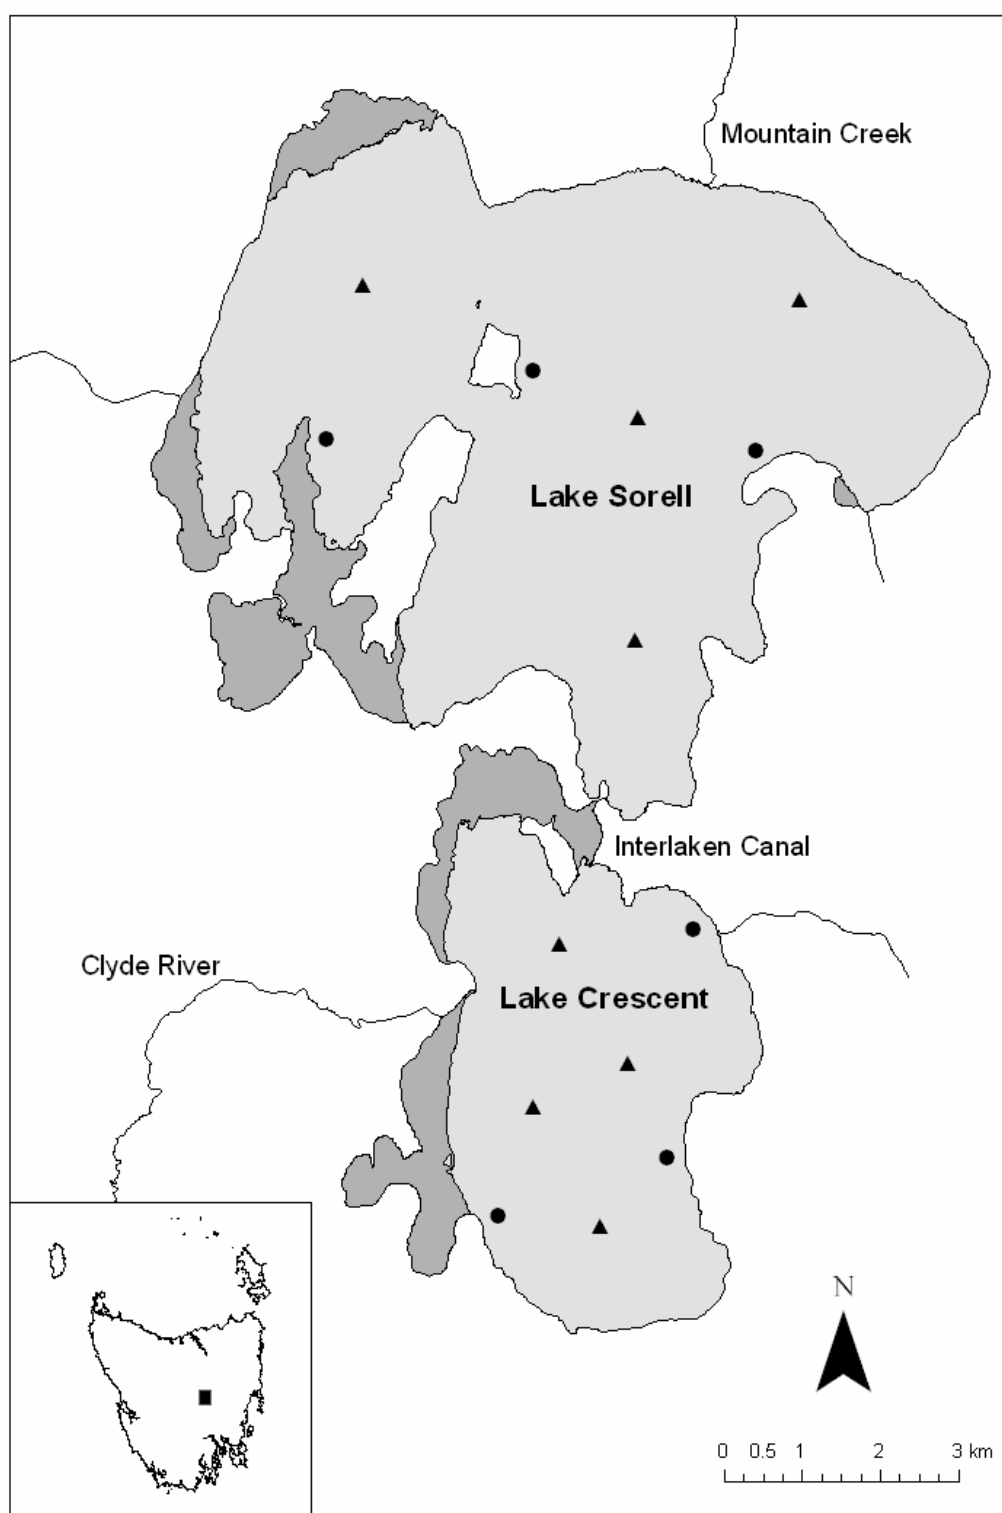 Mountain Creek
Lake Sorell
Interlaken Canal
Clyde River
Lake Crescent
N
0 0.5 1 2 3 km